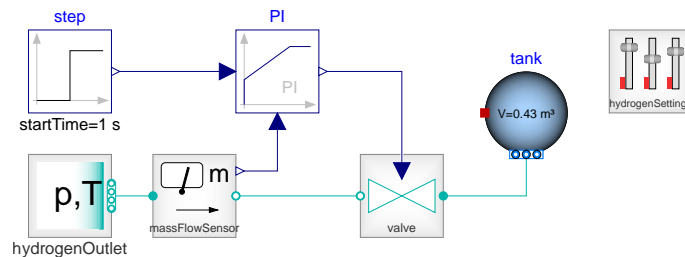 step
PI
tank
PI
V=0.43 m³
hydrogenSetting
startTime=1 s
p,T
m
massFlowSensor
valve
hydrogenOutlet